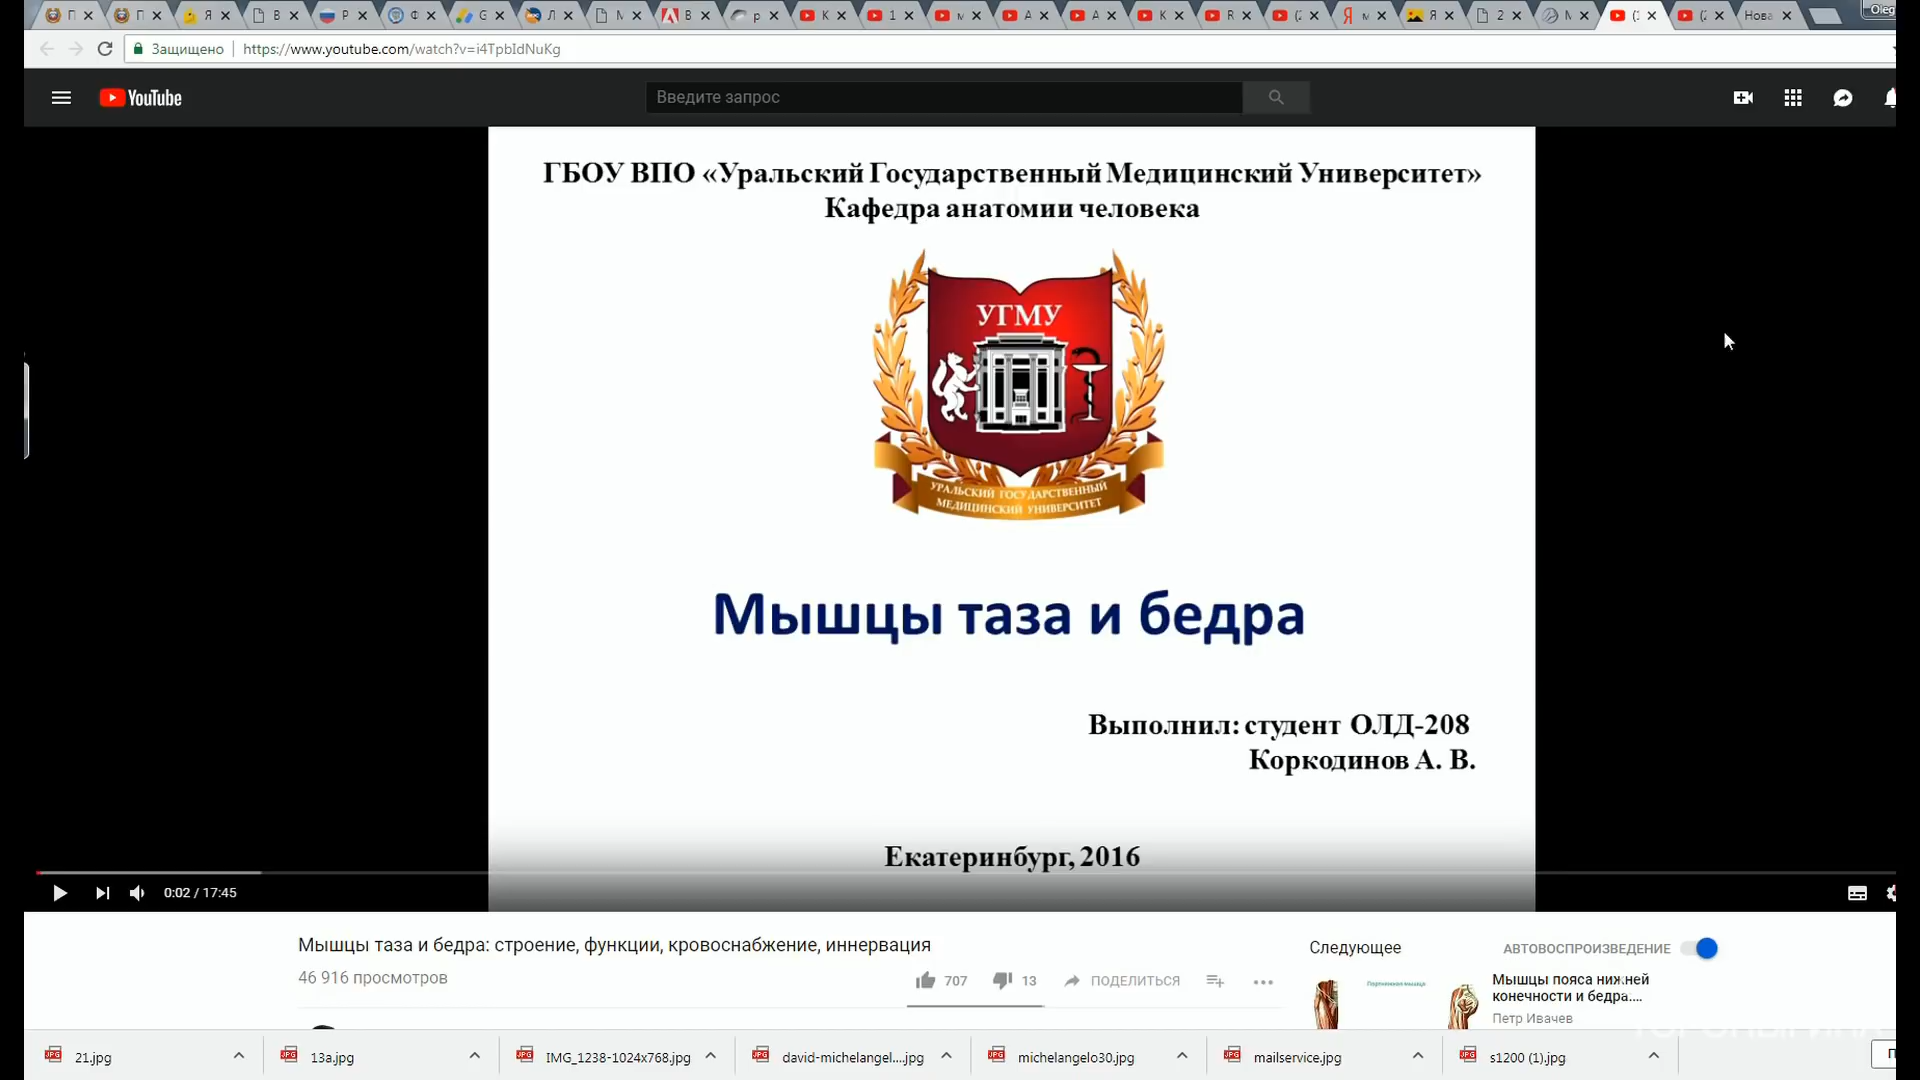 Oleg
Защищено
https://www.youtube.com/watch?v=i4TpbIdNuKg
YouTube
Введите запрос
ГБОУ ВПО «Уральский Государственный Медицинский Университет»
Кафедра анатомии человека
УГМУ
УРАЛЬСКИЙ ГОСУДАРСТВЕННЫЙ
МЕДИЦИНСКИЙ УНИВЕРСИТЕТ
Мышцы таза и бедра
Выполнил: студент ОЛД-208
Коркодинов А. В.
Екатеринбург, 2016
0:02 / 17:45
Мышцы таза и бедра: строение, функции, кровоснабжение, иннервация
46 916 просмотров
707
13
ПОДЕЛИТЬСЯ
Следующее
АВТОВОСПРОИЗВЕДЕНИЕ
Мышцы пояса нижней
конечности и бедра....
Петр Ивачев
21.jpg
13a.jpg
IMG_1238-1024x768.jpg
david-michelangel....jpg
michelangelo30.jpg
mailservice.jpg
s1200 (1).jpg